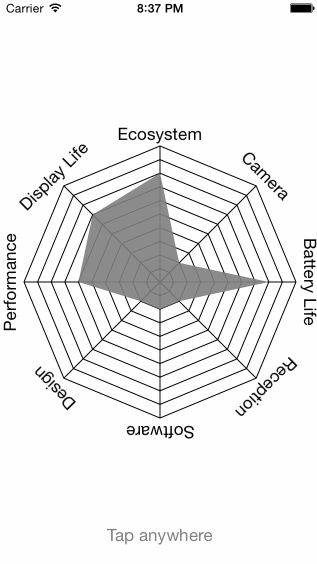 Carrier
8:37 PM
Ecosystem
Camera
Battery Life
Reception
Software
Design
Performance
Display Life
Tap anywhere